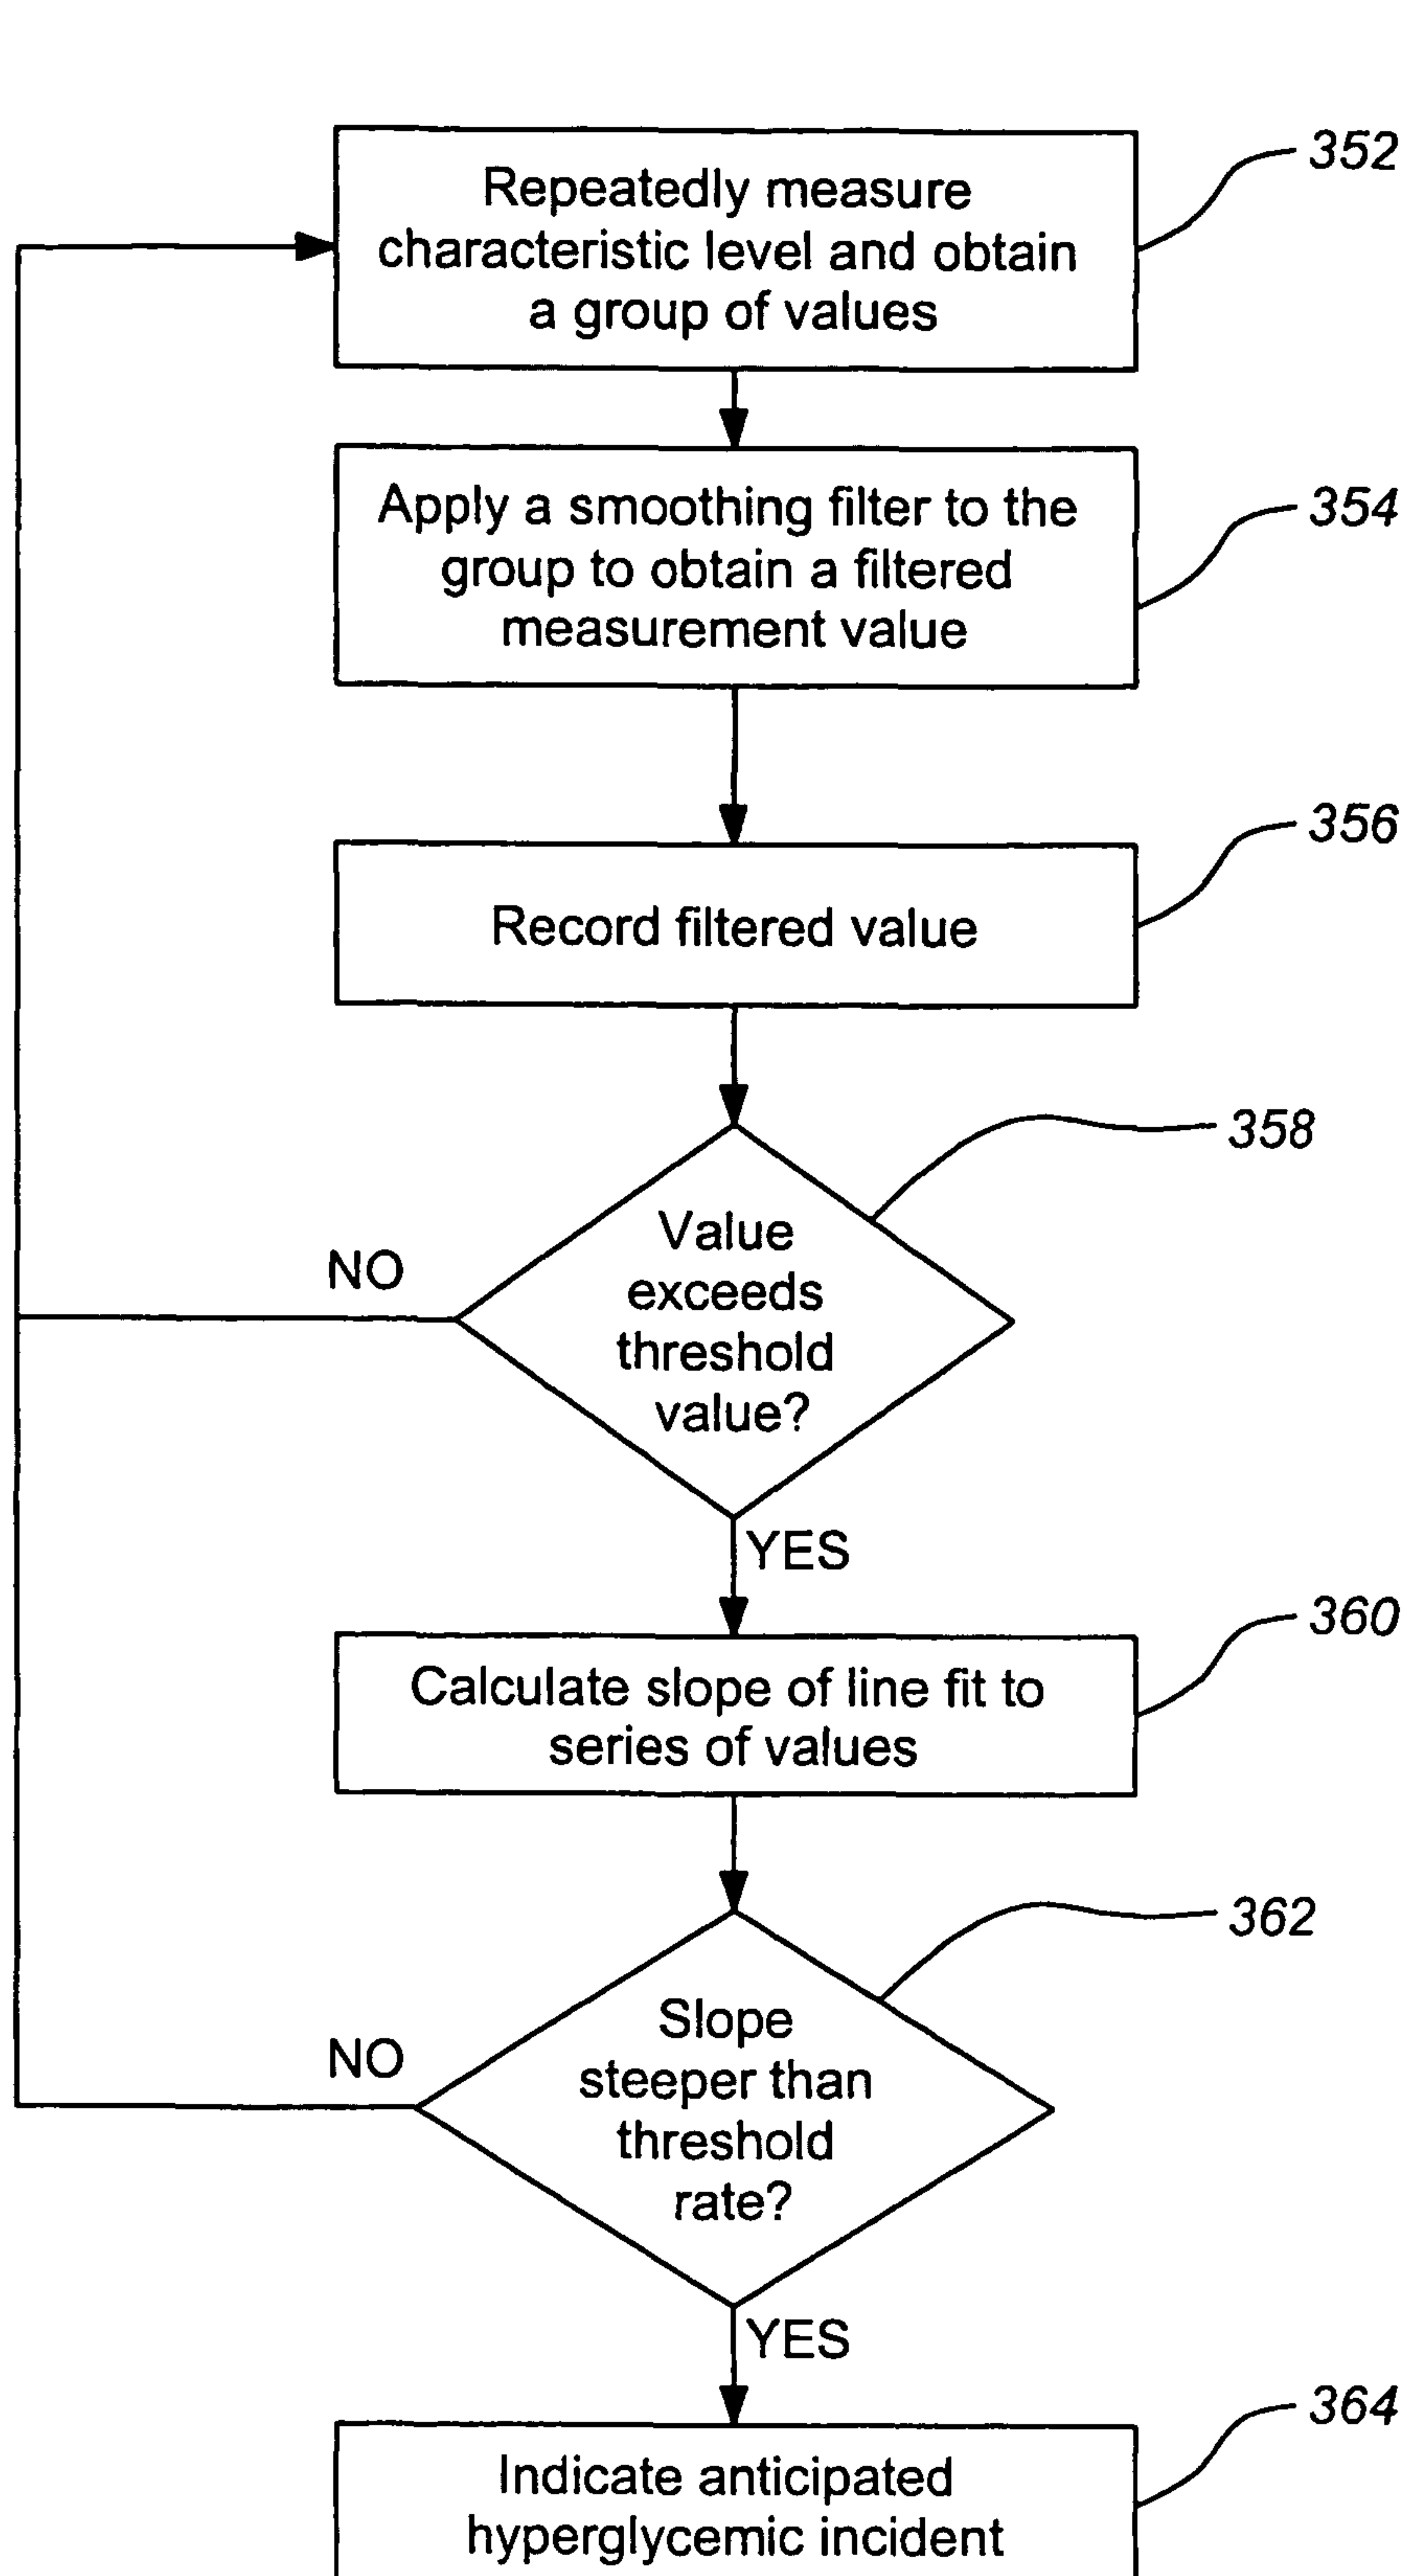 352
Repeatedly measure
characteristic level and obtain
a group of values
354
Apply a smoothing filter to the
group to obtain a filtered
measurement value
356
Record filtered value
358
Value
exceeds
threshold
value?
NO
YES
360
Calculate slope of line fit to
series of values
362
Slope
steeper than
threshold
rate?
NO
YES
364
Indicate anticipated
hyperglycemic incident